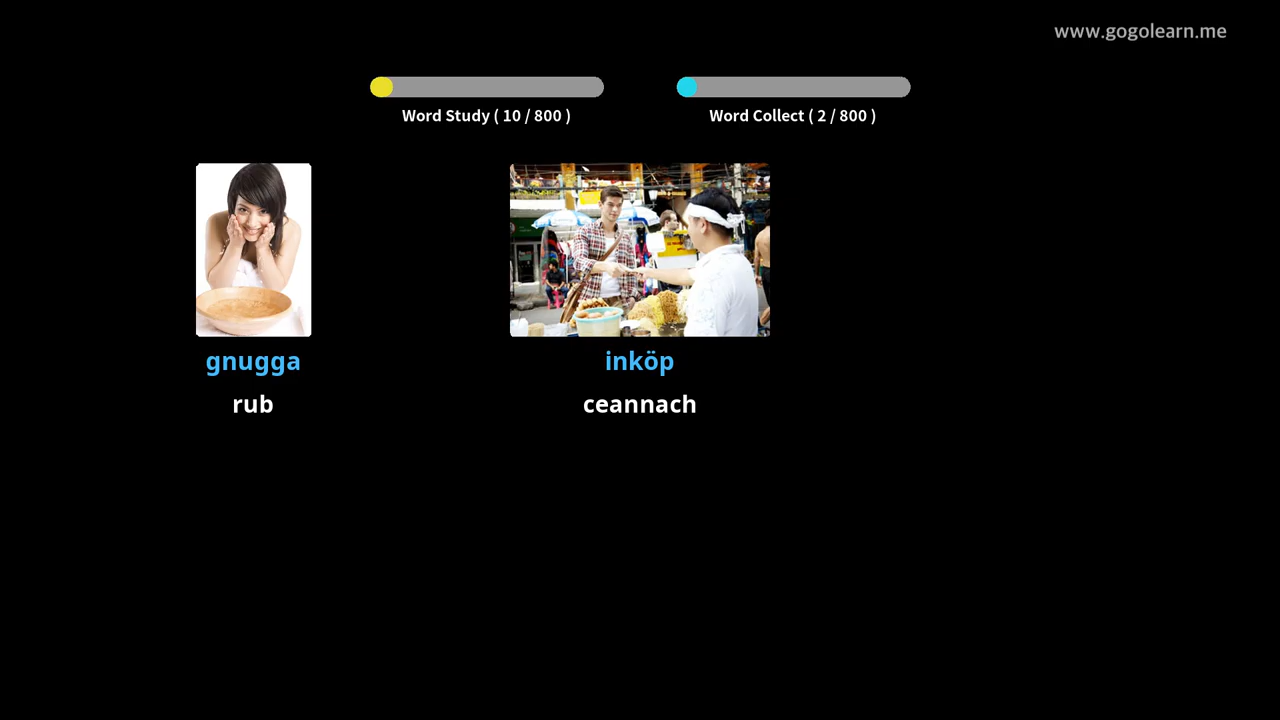 www.gogolearn.me
Word Study ( 10 / 800 )
Word Collect ( 2 / 800 )
gnugga
inköp
rub
ceannach